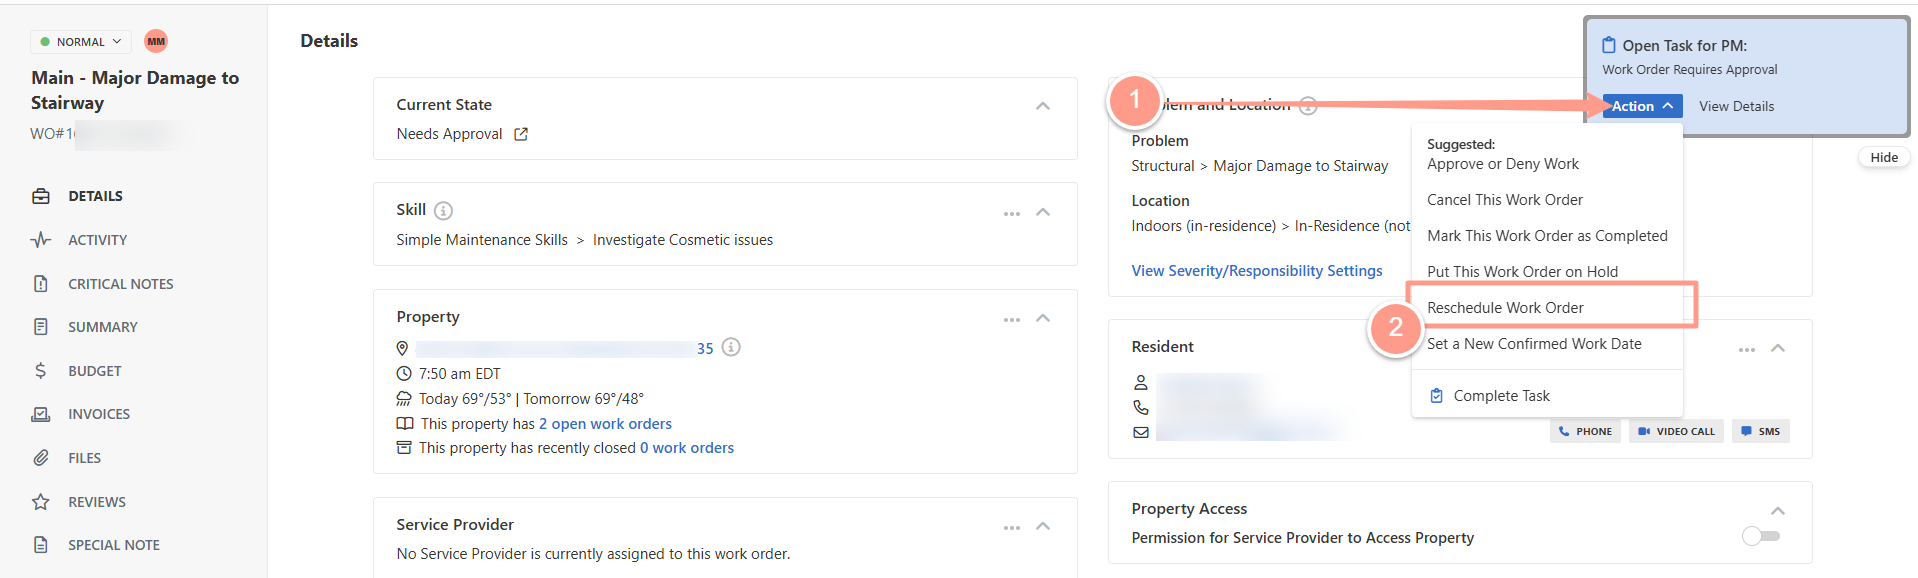 NORMAL
MM
Main - Major Damage to
Stairway
WO#1
DETAILS
ACTIVITY
CRITICAL NOTES
SUMMARY
BUDGET
INVOICES
FILES
REVIEWS
SPECIAL NOTE
Details
Current State
Needs Approval
Skill
Simple Maintenance Skills > Investigate Cosmetic issues
Property
35
7:50 am EDT
Today 69°/53° | Tomorrow 69°/48°
This property has 2 open work orders
This property has recently closed 0 work orders
Service Provider
No Service Provider is currently assigned to this work order.
and Location
Problem
Structural > Major Damage to Stairway
Location
Indoors (in-residence) > In-Residence (not
View Severity/Responsibility Settings
Resident
PHONE
VIDEO CALL
SMS
Property Access
Permission for Service Provider to Access Property
Open Task for PM:
Work Order Requires Approval
Action
View Details
Hide
Suggested:
Approve or Deny Work
Cancel This Work Order
Mark This Work Order as Completed
Put This Work Order on Hold
Reschedule Work Order
Set a New Confirmed Work Date
Complete Task
1
2